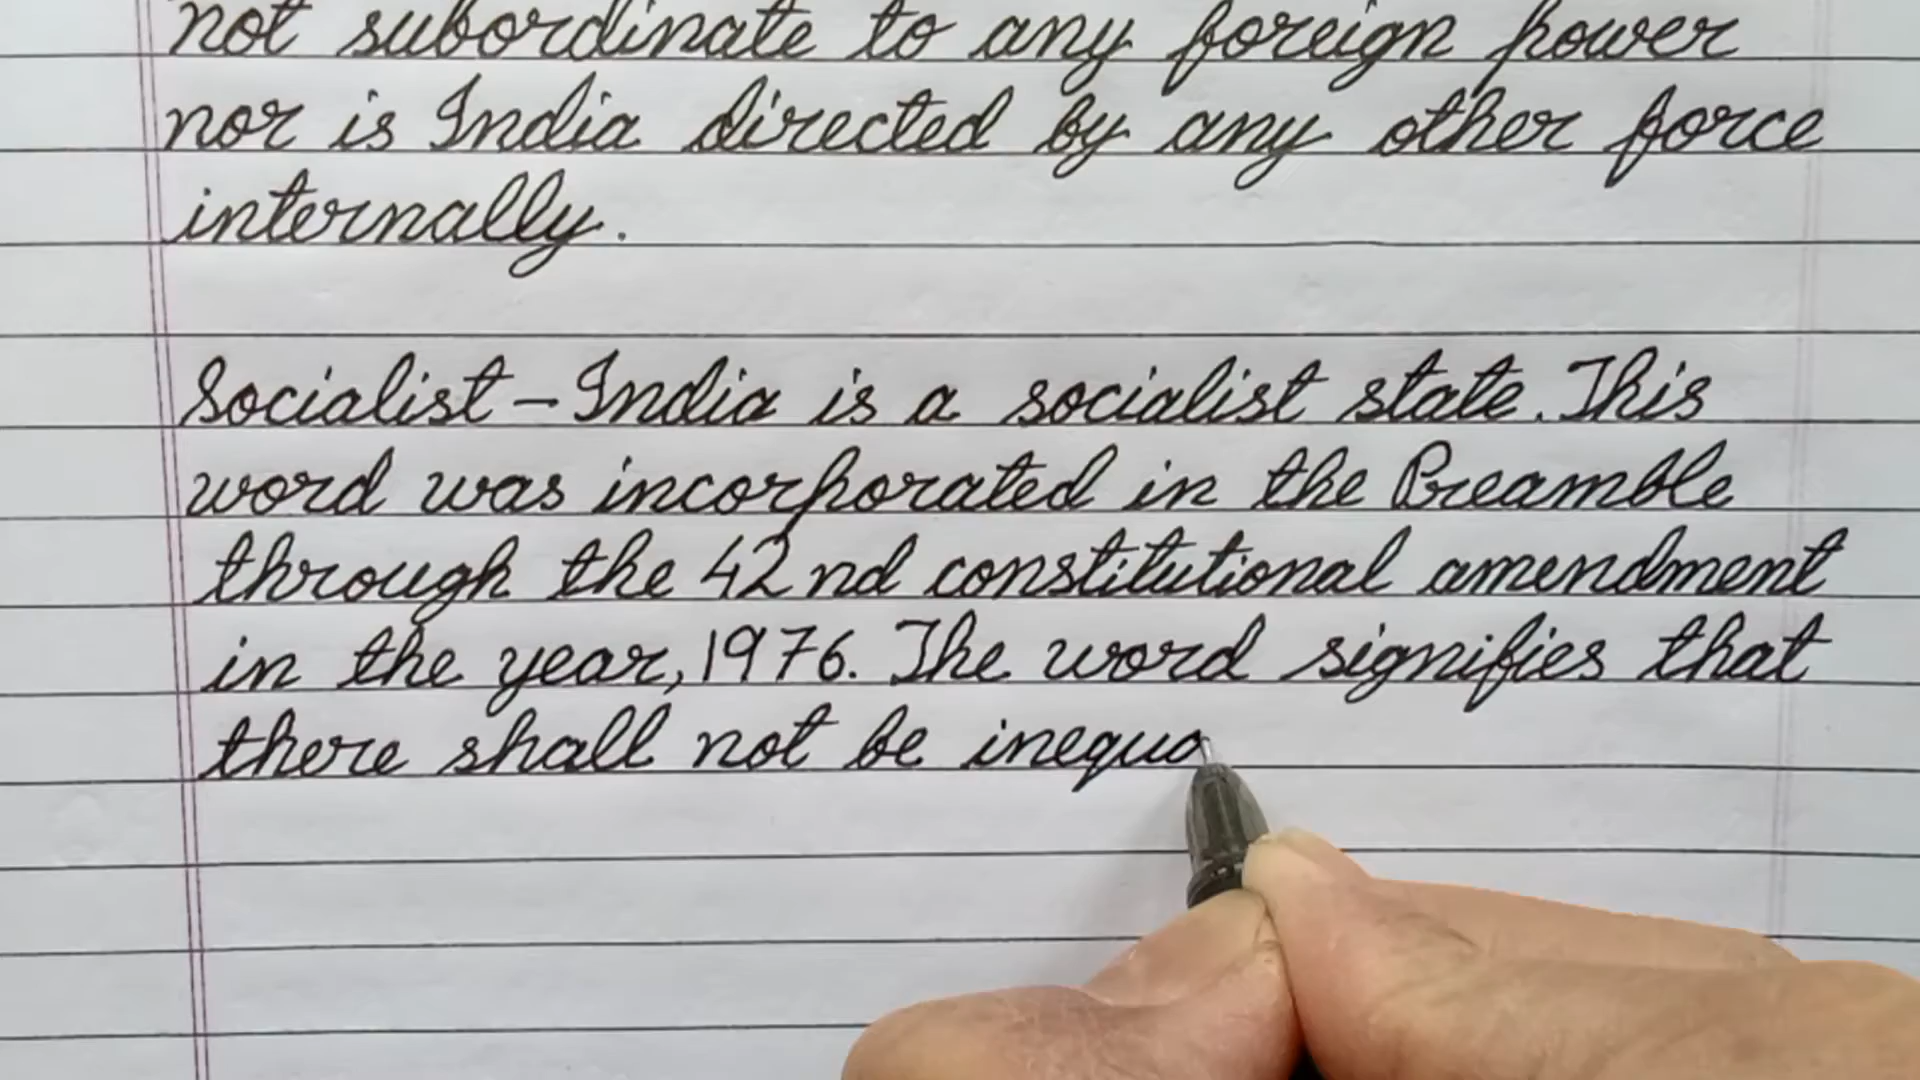 not subordinate to any foreign power
nor is India directed by any other force
internally.
Socialist – India is a socialist state. This
word was incorporated in the Preamble
through the 42nd constitutional amendment
in the year, 1976. The word signifies that
there shall not be inequa